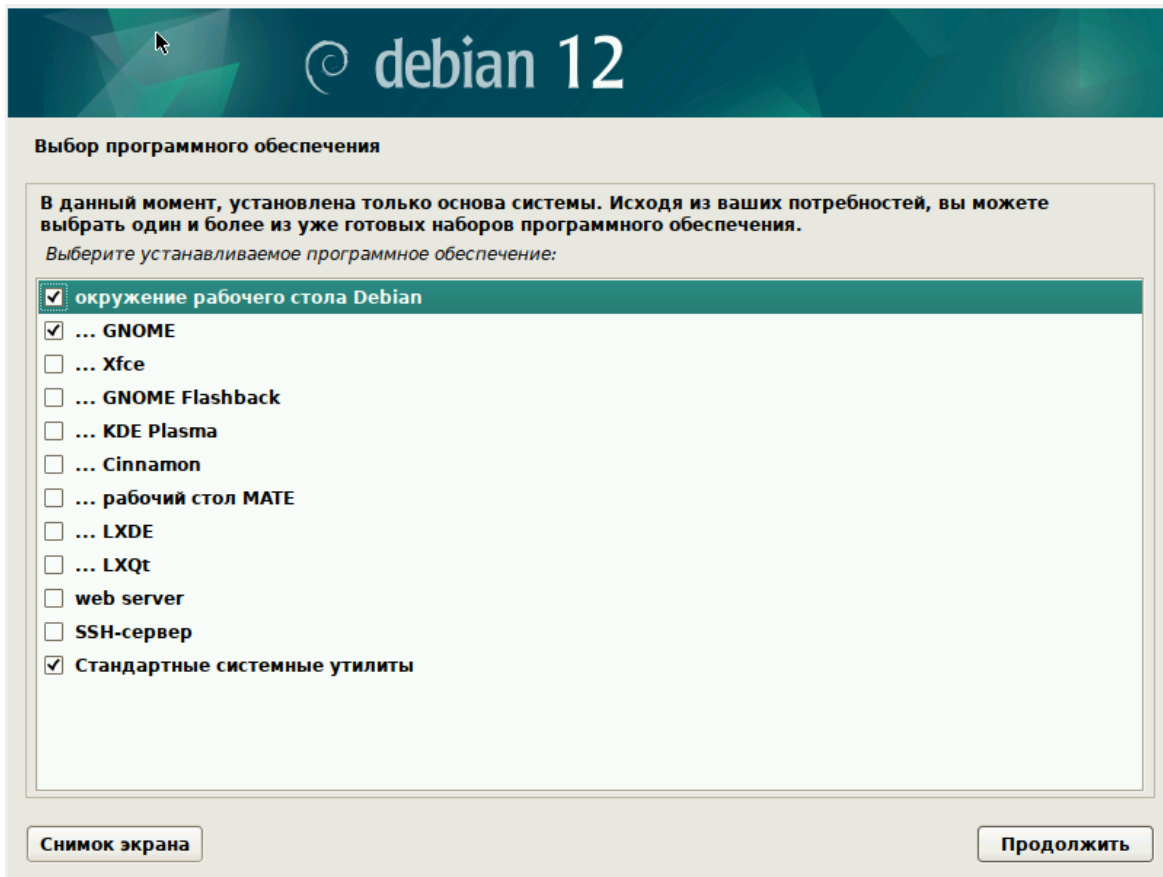 debian 12
Выбор программного обеспечения
В данный момент, установлена только основа системы. Исходя из ваших потребностей, вы можете
выбрать один и более из уже готовых наборов программного обеспечения.
Выберите устанавливаемое программное обеспечение:
окружение рабочего стола Debian
... GNOME
... Xfce
... GNOME Flashback
... KDE Plasma
... Cinnamon
... рабочий стол MATE
... LXDE
... LXQt
web server
SSH-сервер
Стандартные системные утилиты
Снимок экрана
Продолжить